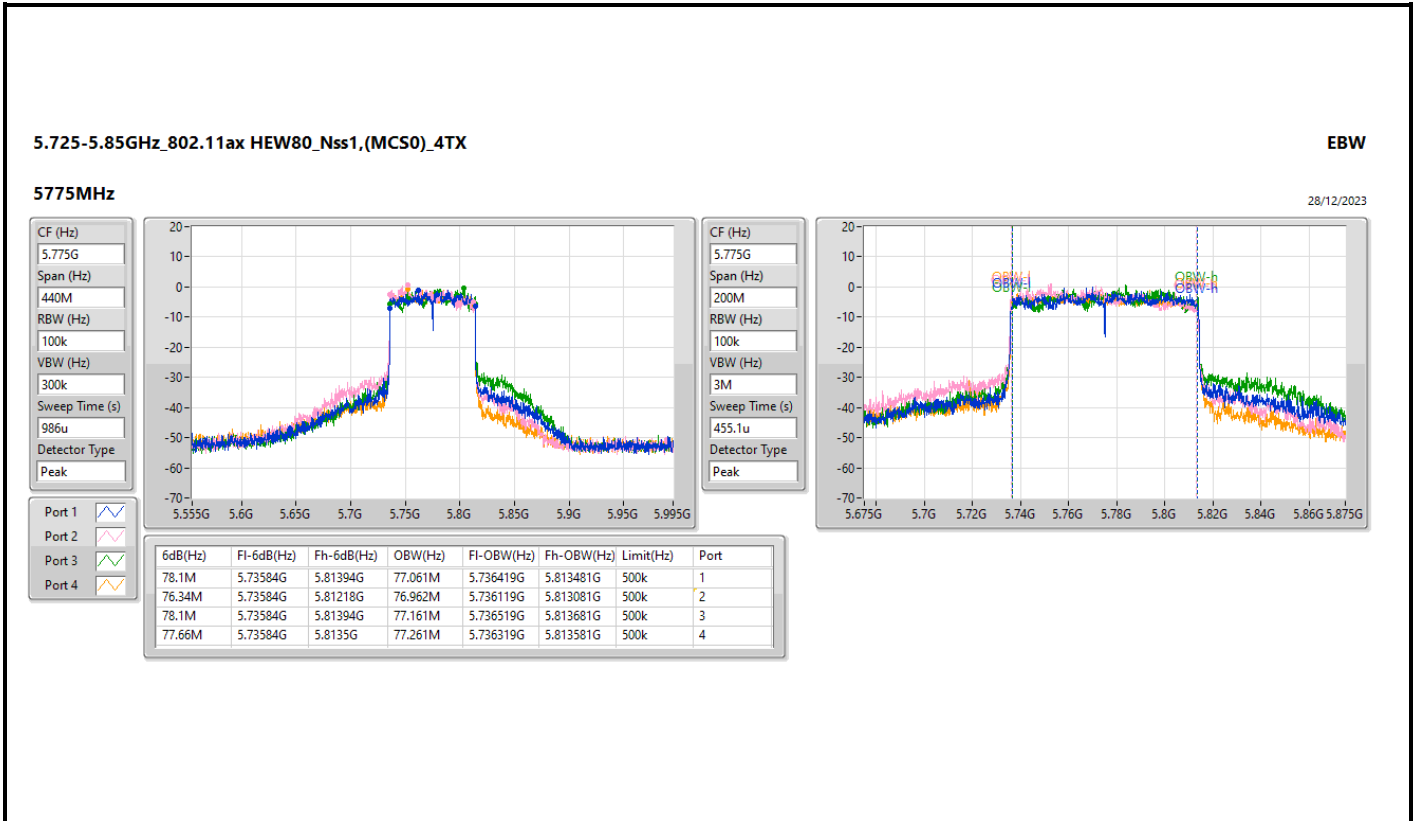 5.725-5.85GHz_802.11ax HEW80_Nss1,(MCS0)_4TX
EBW
5775MHz
28/12/2023
CF (Hz)
5.775G
Span (Hz)
440M
RBW (Hz)
100k
VBW (Hz)
300k
Sweep Time (s)
986u
Detector Type
Peak
Port 1
Port 2
Port 3
Port 4
20
10
0
-10
-20
-30
-40
-50
-60
-70
5.555G 5.6G 5.65G 5.7G 5.75G 5.8G 5.85G 5.9G 5.95G 5.995G
CF (Hz)
5.775G
Span (Hz)
200M
RBW (Hz)
100k
VBW (Hz)
3M
Sweep Time (s)
455.1u
Detector Type
Peak
20
10
0
-10
-20
-30
-40
-50
-60
-70
OBW-l
OBW-h
OBW-l
OBW-h
5.675G 5.7G 5.72G 5.74G 5.76G 5.78G 5.8G 5.82G 5.84G 5.86G 5.875G
6dB(Hz) Fl-6dB(Hz) Fh-6dB(Hz) OBW(Hz) Fl-OBW(Hz) Fh-OBW(Hz) Limit(Hz) Port
78.1M 5.73584G 5.81394G 77.061M 5.736419G 5.813481G 500k 1
76.34M 5.73584G 5.81218G 76.962M 5.736119G 5.813081G 500k 2
78.1M 5.73584G 5.81394G 77.161M 5.736519G 5.813681G 500k 3
77.66M 5.73584G 5.8135G 77.261M 5.736319G 5.813581G 500k 4